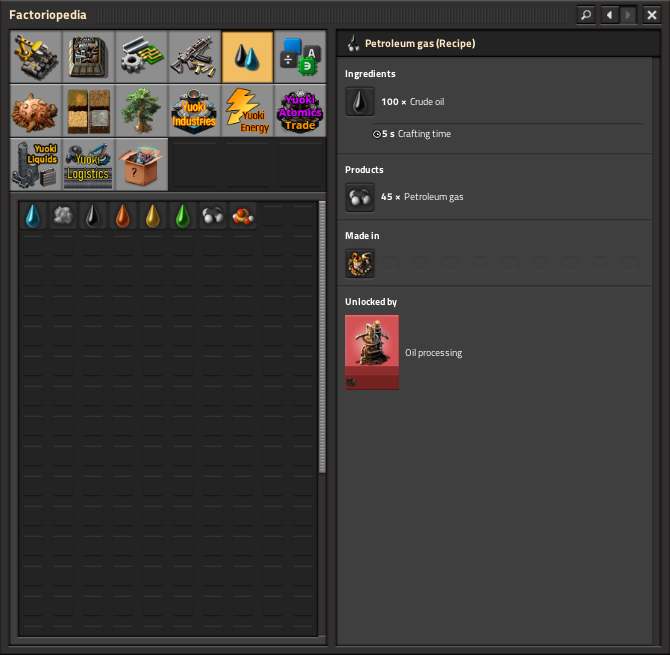 Factoriopedia
Petroleum gas (Recipe)
Ingredients
100 × Crude oil
5 s Crafting time
Products
45 × Petroleum gas
Made in
Unlocked by
Oil processing
A
Yuoki
Industries
Yuoki
Energy
Yuoki
Atomics
Trade
Yuoki
Liquids
Yuoki
Logistics
?